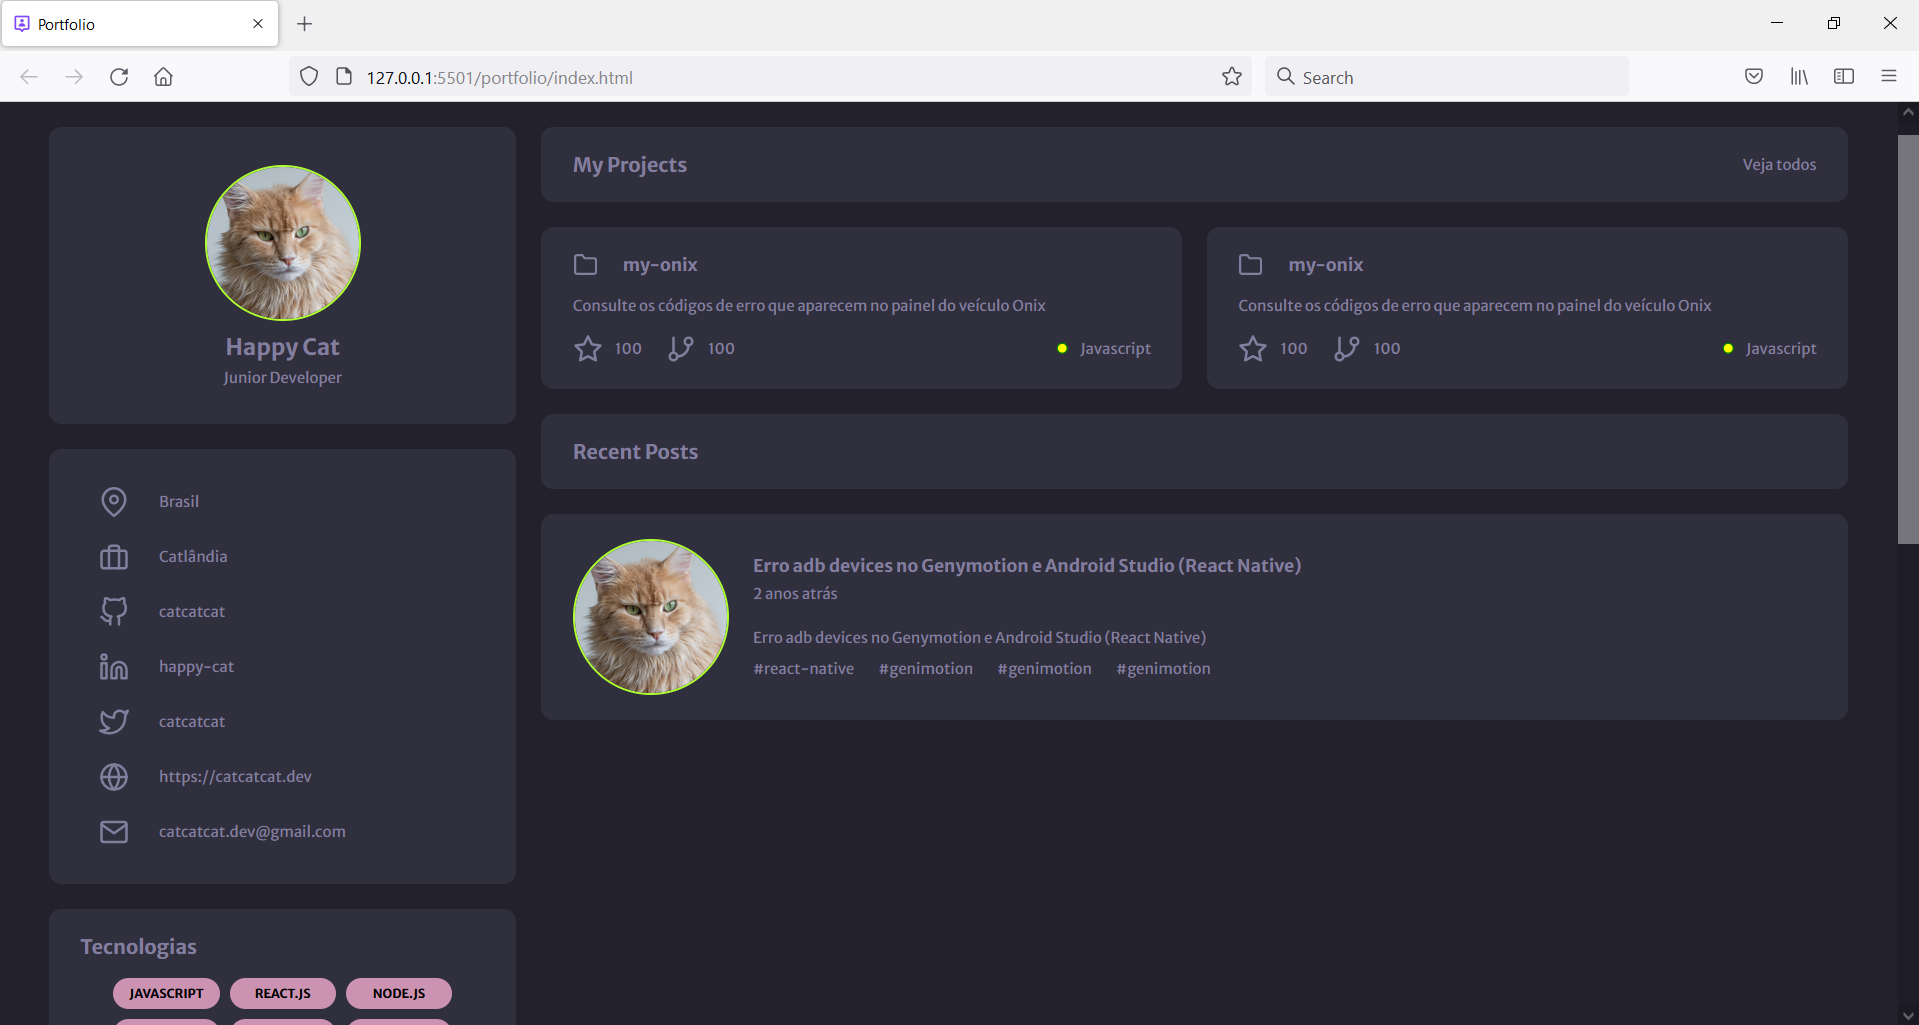 Portfolio
127.0.0.1:5501/portfolio/index.html
Search
Happy Cat
Junior Developer
Brasil
Catlândia
catcatcat
happy-cat
catcatcat
https://catcatcat.dev
catcatcat.dev@gmail.com
Tecnologias
JAVASCRIPT REACT.JS NODE.JS
My Projects Veja todos
my-onix
Consulte os códigos de erro que aparecem no painel do veículo Onix
100 100 Javascript
my-onix
Consulte os códigos de erro que aparecem no painel do veículo Onix
100 100 Javascript
Recent Posts
Erro adb devices no Genymotion e Android Studio (React Native)
2 anos atrás
Erro adb devices no Genymotion e Android Studio (React Native)
#react-native #genimotion #genimotion #genimotion